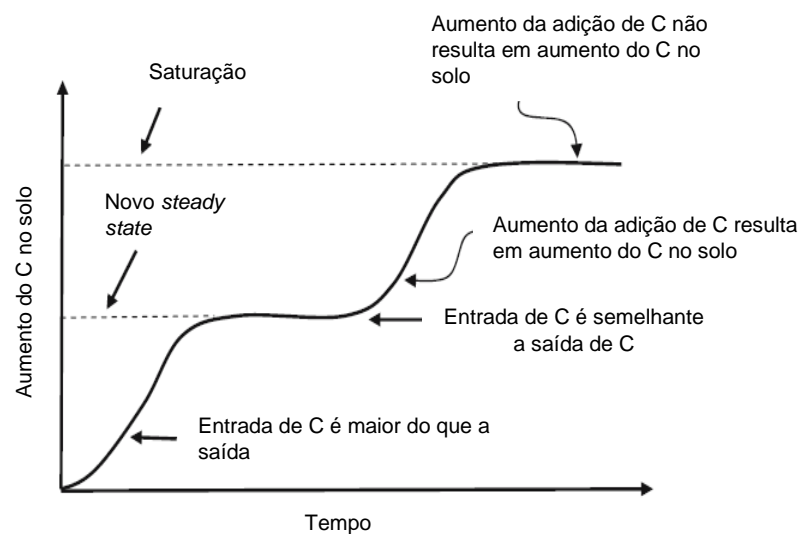 Aumento da adição de C não
resulta em aumento do C no
solo
Saturação
Novo steady
state
Aumento do C no solo
Aumento da adição de C resulta
em aumento do C no solo
Entrada de C é semelhante
a saída de C
Entrada de C é maior do que a
saída
Tempo